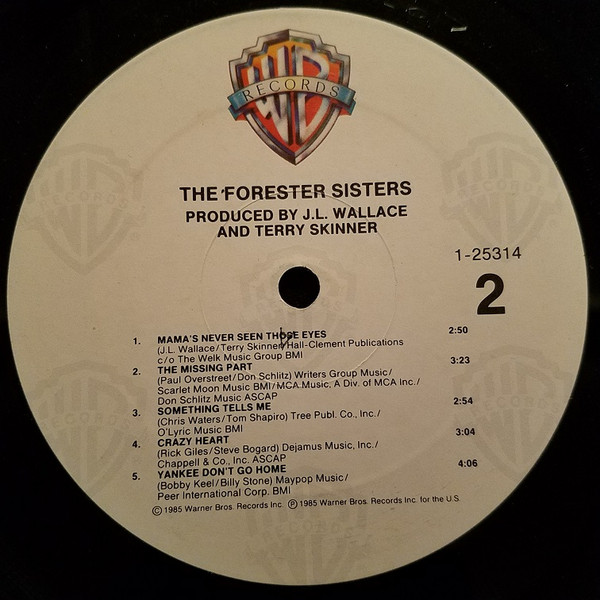 WB
RECORDS
THE FORESTER SISTERS
PRODUCED BY J.L. WALLACE
AND TERRY SKINNER
1-25314
2
1. MAMA'S NEVER SEEN THOSE EYES 2:50
(J.L. Wallace/Terry Skinner)Hall-Clement Publications
c/o The Welk Music Group BMI
2. THE MISSING PART 3:23
(Paul Overstreet/Don Schlitz) Writers Group Music/
Scarlet Moon Music BMI/MCA Music, A Div. of MCA Inc./
Don Schlitz Music ASCAP
3. SOMETHING TELLS ME 2:54
(Chris Waters/Tom Shapiro) Tree Publ. Co., Inc./
O'Lyric Music BMI
4. CRAZY HEART 3:04
(Rick Giles/Steve Bogard) Dejamus Music, Inc./
Chappell & Co., Inc. ASCAP
5. YANKEE DON'T GO HOME 4:06
(Bobby Keel/Billy Stone) Maypop Music/
Peer International Corp. BMI
© 1985 Warner Bros. Records Inc. ℗ 1985 Warner Bros. Records Inc. for the U.S.